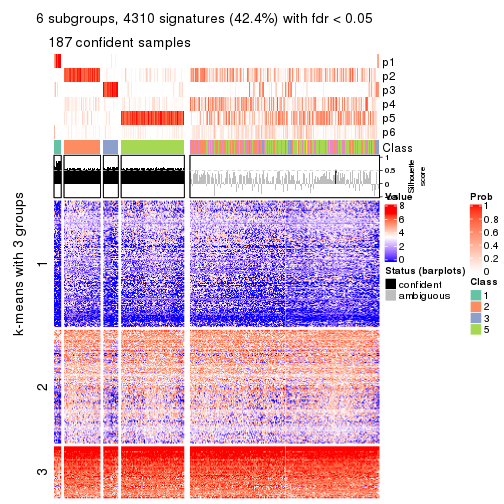 6 subgroups, 4310 signatures (42.4%) with fdr < 0.05
187 confident samples
p1
p2
p3
p4
p5
p6
Class
1
0.5
0
Silhouette
score
k-means with 3 groups
1
2
3
Value
8
6
4
2
0
Status (barplots)
confident
ambiguous
Prob
1
0.8
0.6
0.4
0.2
0
Class
1
2
3
5